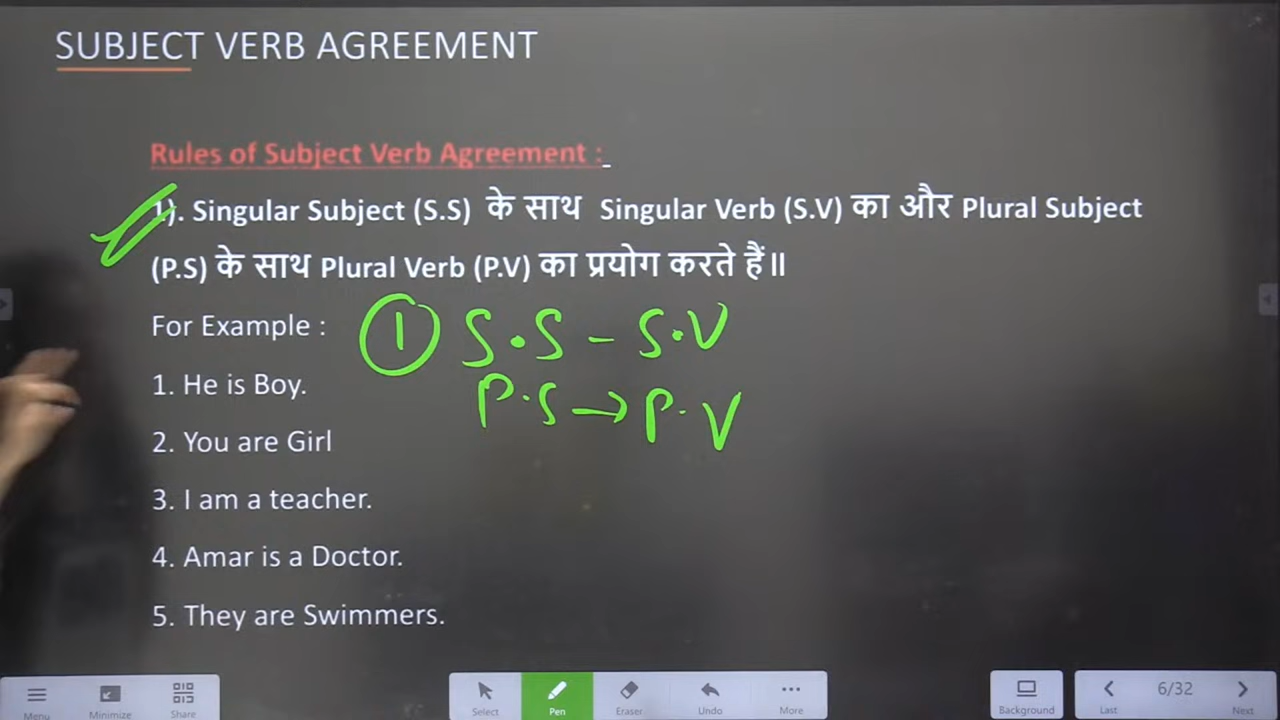 SUBJECT VERB AGREEMENT
Rules of Subject Verb Agreement :
1). Singular Subject (S.S) के साथ Singular Verb (S.V) का और Plural Subject
(P.S) के साथ Plural Verb (P.V) का प्रयोग करते हैं॥
For Example :
① S.S – S.V
P.S → P.V
1. He is Boy.
2. You are Girl
3. I am a teacher.
4. Amar is a Doctor.
5. They are Swimmers.
Menu
Minimize
Share
Select
Pen
Eraser
Undo
More
Background
Last
6/32
Next